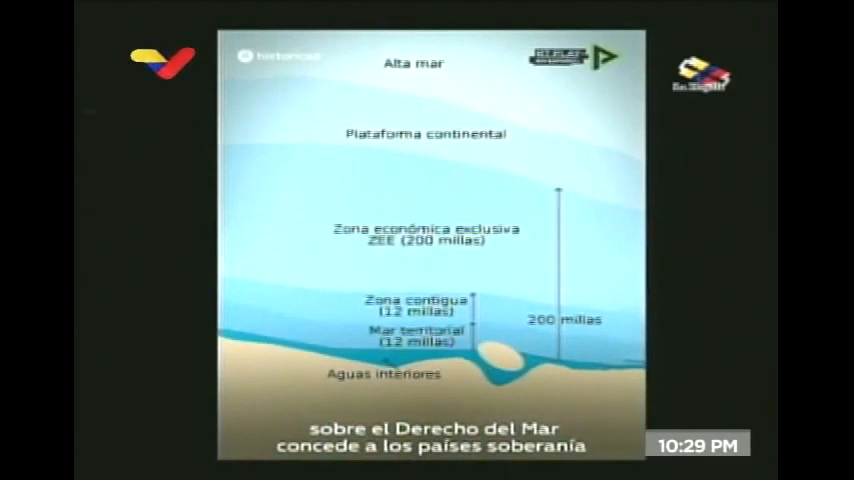 Alta mar
Plataforma continental
Zona económica exclusiva
ZEE (200 millas)
Zona contigua
(12 millas)
Mar territorial
(12 millas)
200 millas
Aguas interiores
sobre el Derecho del Mar
concede a los países soberanía
10:29 PM